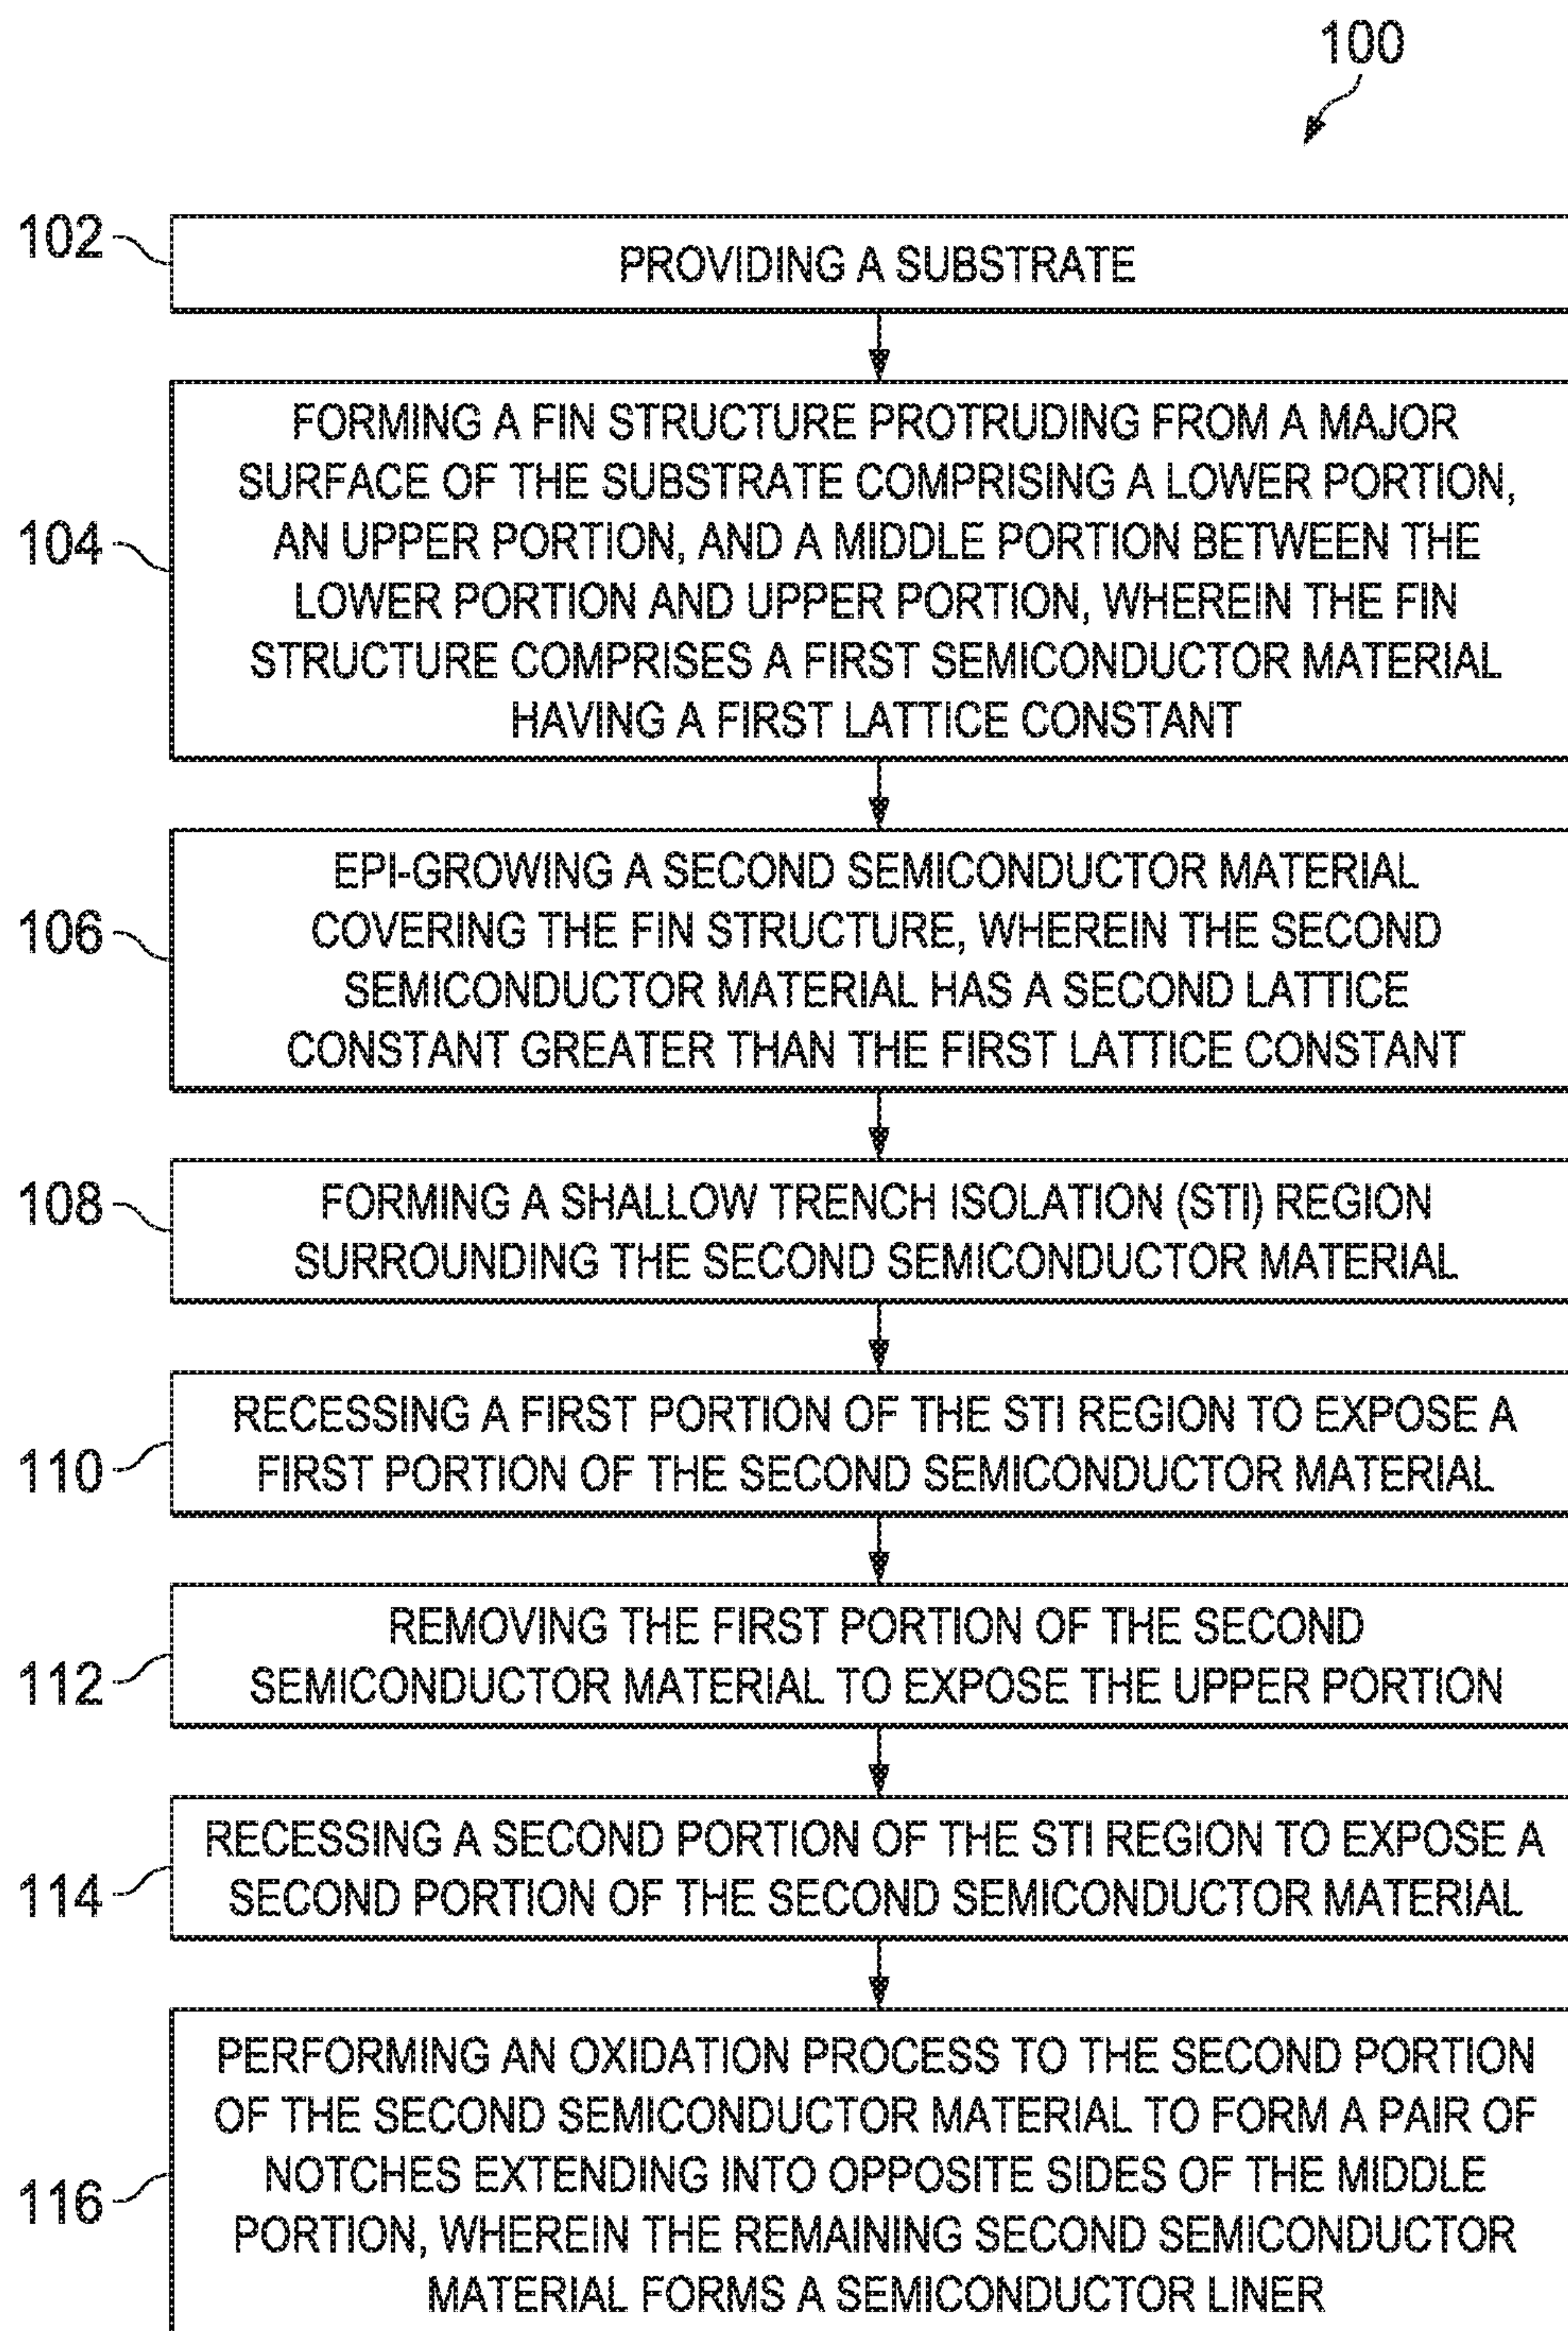 100
102
PROVIDING A SUBSTRATE
FORMING A FIN STRUCTURE PROTRUDING FROM A MAJOR
SURFACE OF THE SUBSTRATE COMPRISING A LOWER PORTION,
104
AN UPPER PORTION, AND A MIDDLE PORTION BETWEEN THE
LOWER PORTION AND UPPER PORTION, WHEREIN THE FIN
STRUCTURE COMPRISES A FIRST SEMICONDUCTOR MATERIAL
HAVING A FIRST LATTICE CONSTANT
EPI-GROWING A SECOND SEMICONDUCTOR MATERIAL
106
COVERING THE FIN STRUCTURE, WHEREIN THE SECOND
SEMICONDUCTOR MATERIAL HAS A SECOND LATTICE
CONSTANT GREATER THAN THE FIRST LATTICE CONSTANT
108
FORMING A SHALLOW TRENCH ISOLATION (STI) REGION
SURROUNDING THE SECOND SEMICONDUCTOR MATERIAL
RECESSING A FIRST PORTION OF THE STI REGION TO EXPOSE A
110
FIRST PORTION OF THE SECOND SEMICONDUCTOR MATERIAL
REMOVING THE FIRST PORTION OF THE SECOND
112
SEMICONDUCTOR MATERIAL TO EXPOSE THE UPPER PORTION
RECESSING A SECOND PORTION OF THE STI REGION TO EXPOSE A
114
SECOND PORTION OF THE SECOND SEMICONDUCTOR MATERIAL
PERFORMING AN OXIDATION PROCESS TO THE SECOND PORTION
OF THE SECOND SEMICONDUCTOR MATERIAL TO FORM A PAIR OF
NOTCHES EXTENDING INTO OPPOSITE SIDES OF THE MIDDLE
116
PORTION, WHEREIN THE REMAINING SECOND SEMICONDUCTOR
MATERIAL FORMS A SEMICONDUCTOR LINER